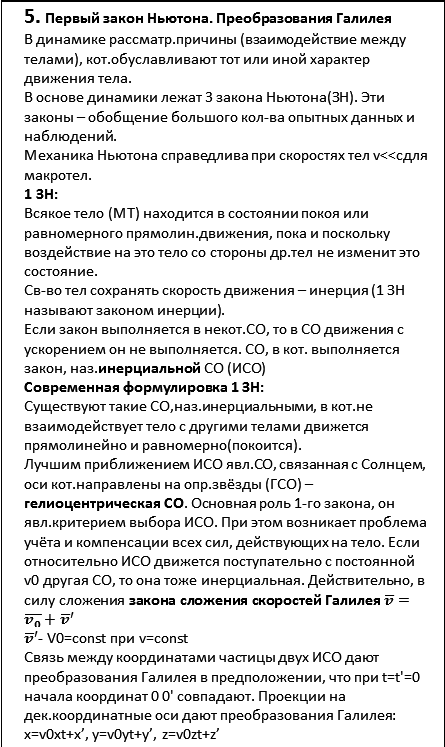 5. Первый закон Ньютона. Преобразования Галилея
В динамике рассматр.причины (взаимодействие между
телами), кот.обуславливают тот или иной характер
движения тела.
В основе динамики лежат 3 закона Ньютона(ЗН). Эти
законы – обобщение большого кол-ва опытных данных и
наблюдений.
Механика Ньютона справедлива при скоростях тел v<<cдля
макротел.
1 ЗН:
Всякое тело (МТ) находится в состоянии покоя или
равномерного прямолин.движения, пока и поскольку
воздействие на это тело со стороны др.тел не изменит это
состояние.
Св-во тел сохранять скорость движения – инерция (1 ЗН
называют законом инерции).
Если закон выполняется в некот.СО, то в СО движения с
ускорением он не выполняется. СО, в кот. выполняется
закон, наз.инерциальной СО (ИСО)
Современная формулировка 1 ЗН:
Существуют такие СО,наз.инерциальными, в кот.не
взаимодействует тело с другими телами движется
прямолинейно и равномерно(покоится).
Лучшим приближением ИСО явл.СО, связанная с Солнцем,
оси кот.направлены на опр.звёзды (ГСО) –
гелиоцентрическая СО. Основная роль 1-го закона, он
явл.критерием выбора ИСО. При этом возникает проблема
учёта и компенсации всех сил, действующих на тело. Если
относительно ИСО движется поступательно с постоянной
v0 другая СО, то она тоже инерциальная. Действительно, в
силу сложения закона сложения скоростей Галилея v̅ =
v̅₀ + v̅′
v̅′- V0=const при v=const
Связь между координатами частицы двух ИСО дают
преобразования Галилея в предположении, что при t=t'=0
начала координат 0 0' совпадают. Проекции на
дек.координатные оси дают преобразования Галилея:
x=v0xt+x’, y=v0yt+y’, z=v0zt+z’